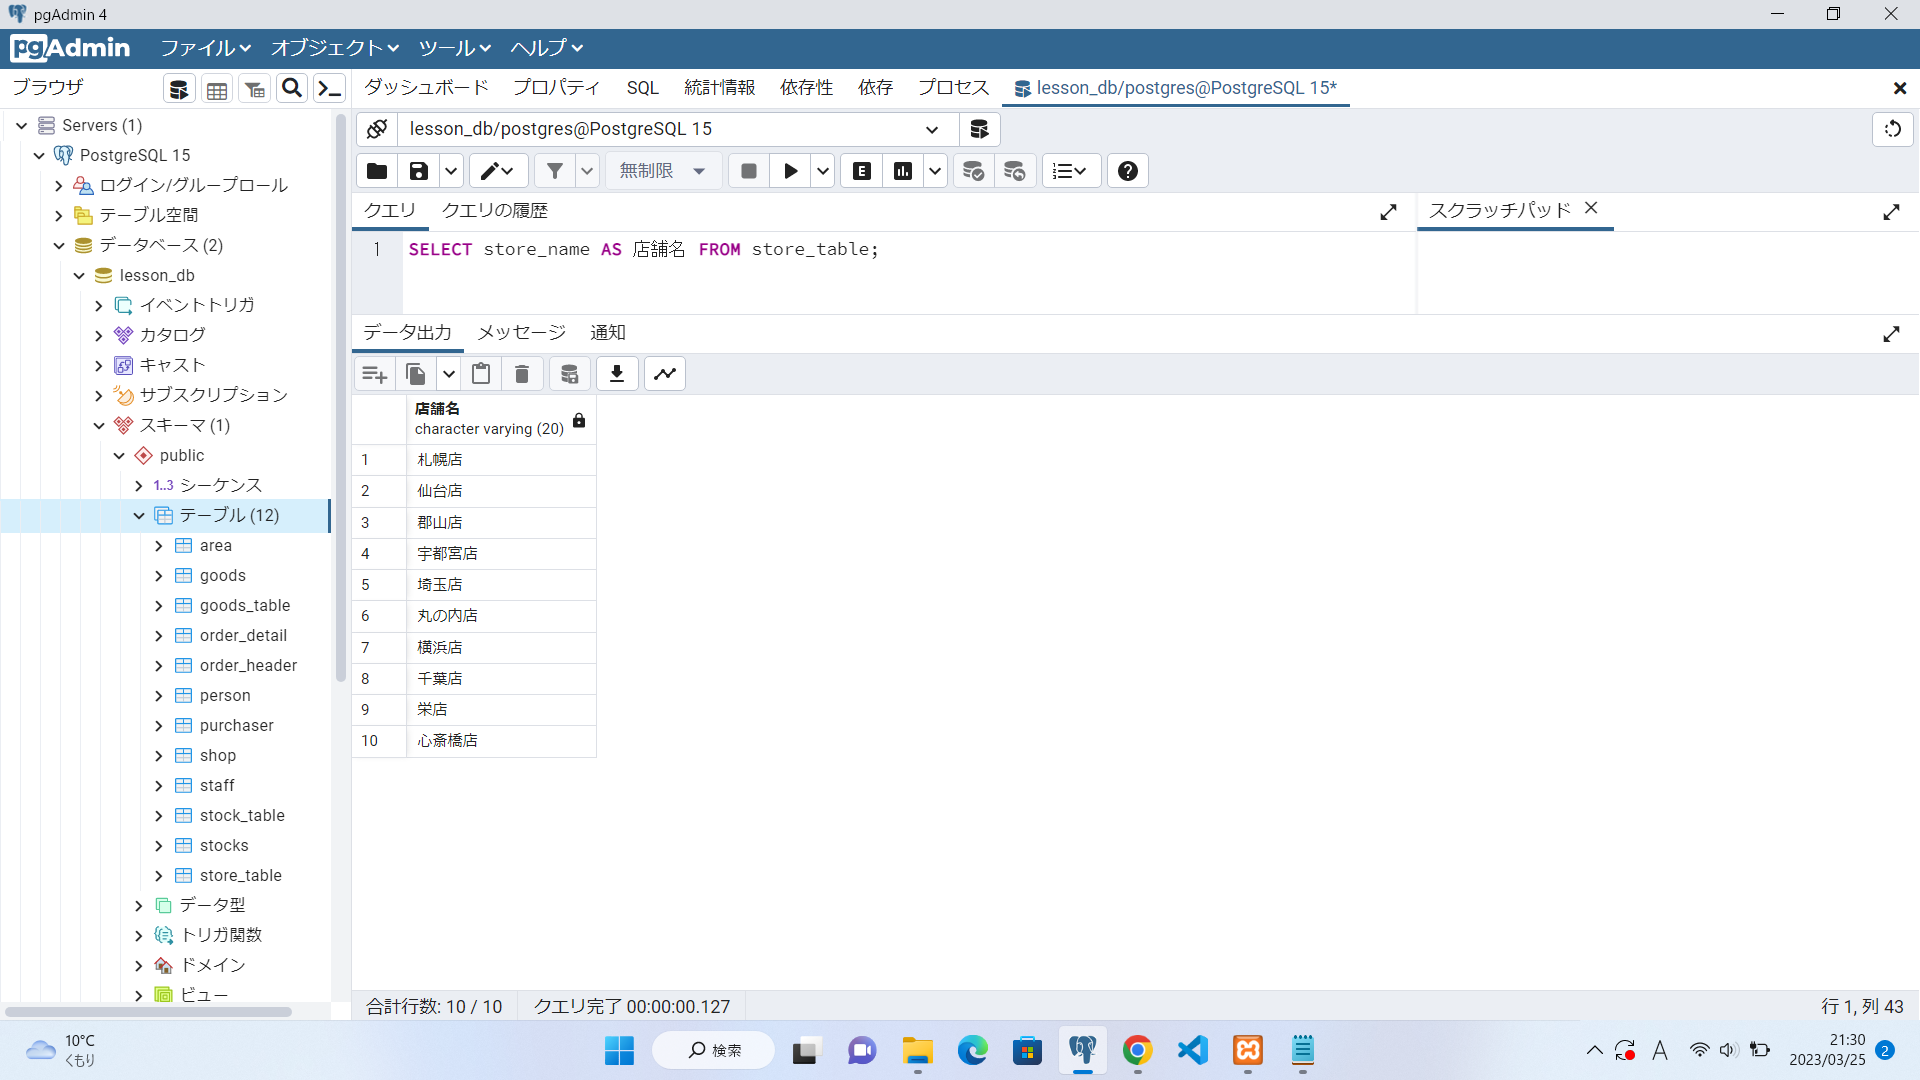 pgAdmin 4
pgAdmin ファイル オブジェクト ツール ヘルプ
ブラウザ
ダッシュボード プロパティ SQL 統計情報 依存性 依存 プロセス lesson_db/postgres@PostgreSQL 15*
Servers (1)
PostgreSQL 15
ログイン/グループロール
テーブル空間
データベース (2)
lesson_db
イベントトリガ
カタログ
キャスト
サブスクリプション
スキーマ (1)
public
1..3 シーケンス
テーブル (12)
area
goods
goods_table
order_detail
order_header
person
purchaser
shop
staff
stock_table
stocks
store_table
データ型
トリガ関数
ドメイン
ビュー
lesson_db/postgres@PostgreSQL 15
無制限
E
クエリ クエリの履歴
スクラッチパッド
1 SELECT store_name AS 店舗名 FROM store_table;
データ出力 メッセージ 通知
店舗名
character varying (20)
1 札幌店
2 仙台店
3 郡山店
4 宇都宮店
5 埼玉店
6 丸の内店
7 横浜店
8 千葉店
9 栄店
10 心斎橋店
合計行数: 10 / 10 クエリ完了 00:00:00.127 行 1, 列 43
10°C
くもり
検索
A
21:30
2023/03/25
2